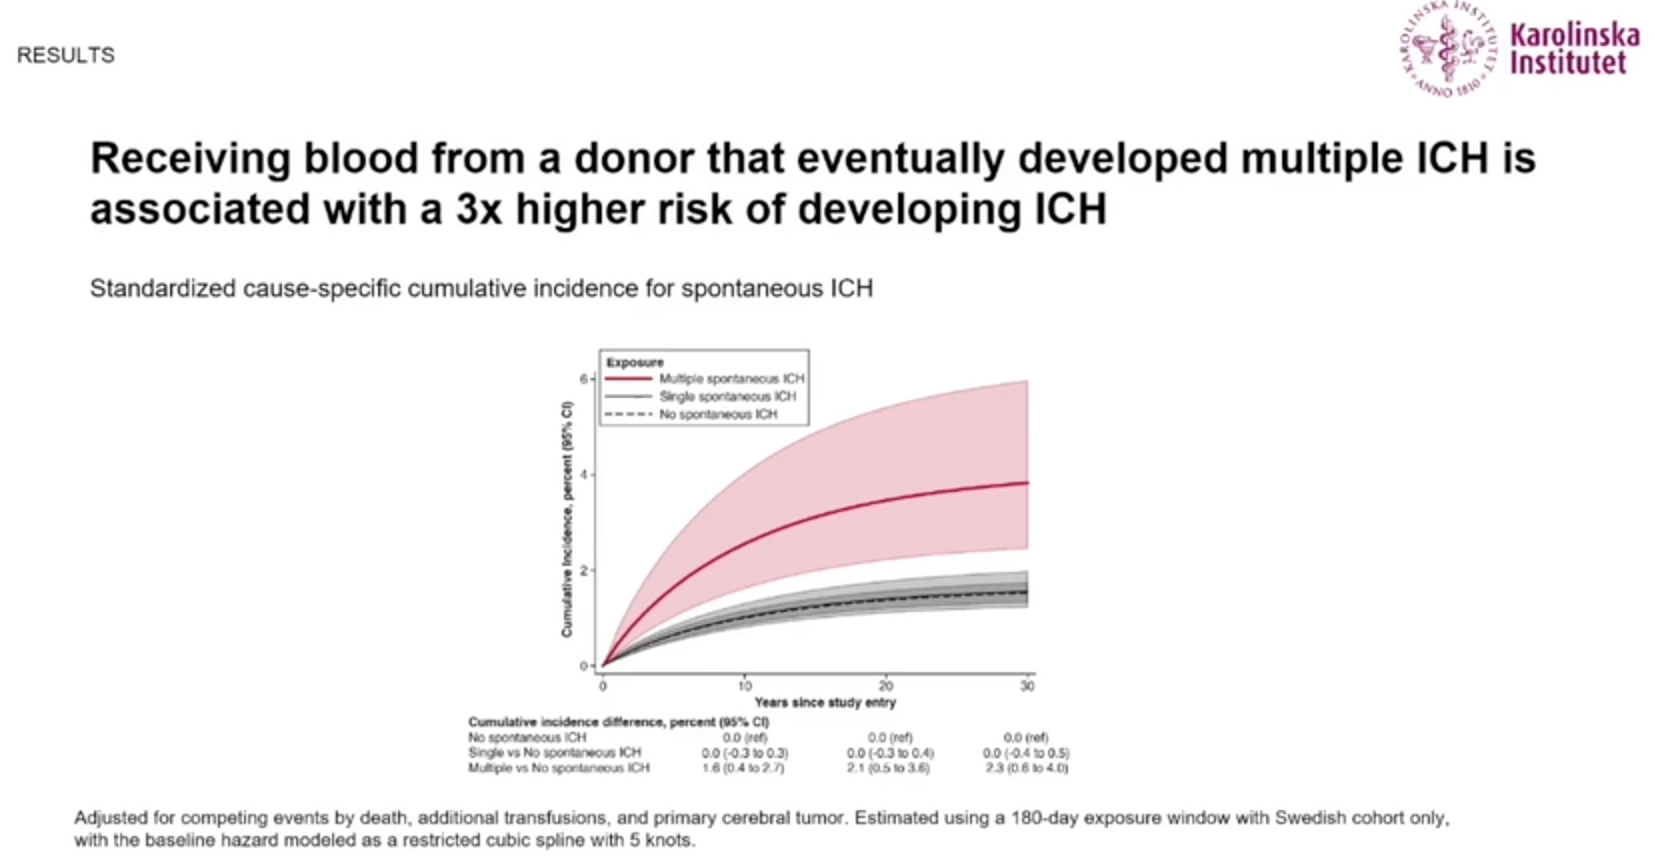 RESULTS
KAROLINSKA INSTITUTET
ANNO 1810
Karolinska
Institutet
Receiving blood from a donor that eventually developed multiple ICH is
associated with a 3x higher risk of developing ICH
Standardized cause-specific cumulative incidence for spontaneous ICH
Exposure
Multiple spontaneous ICH
Single spontaneous ICH
No spontaneous ICH
Cumulative Incidence, percent (95% CI)
6
4
2
0
0 10 20 30
Years since study entry
Cumulative incidence difference, percent (95% CI)
No spontaneous ICH 0.0 (ref) 0.0 (ref) 0.0 (ref)
Single vs No spontaneous ICH 0.0 (-0.3 to 0.3) 0.0 (-0.3 to 0.4) 0.0 (-0.4 to 0.5)
Multiple vs No spontaneous ICH 1.6 (0.4 to 2.7) 2.1 (0.5 to 3.6) 2.3 (0.6 to 4.0)
Adjusted for competing events by death, additional transfusions, and primary cerebral tumor. Estimated using a 180-day exposure window with Swedish cohort only,
with the baseline hazard modeled as a restricted cubic spline with 5 knots.